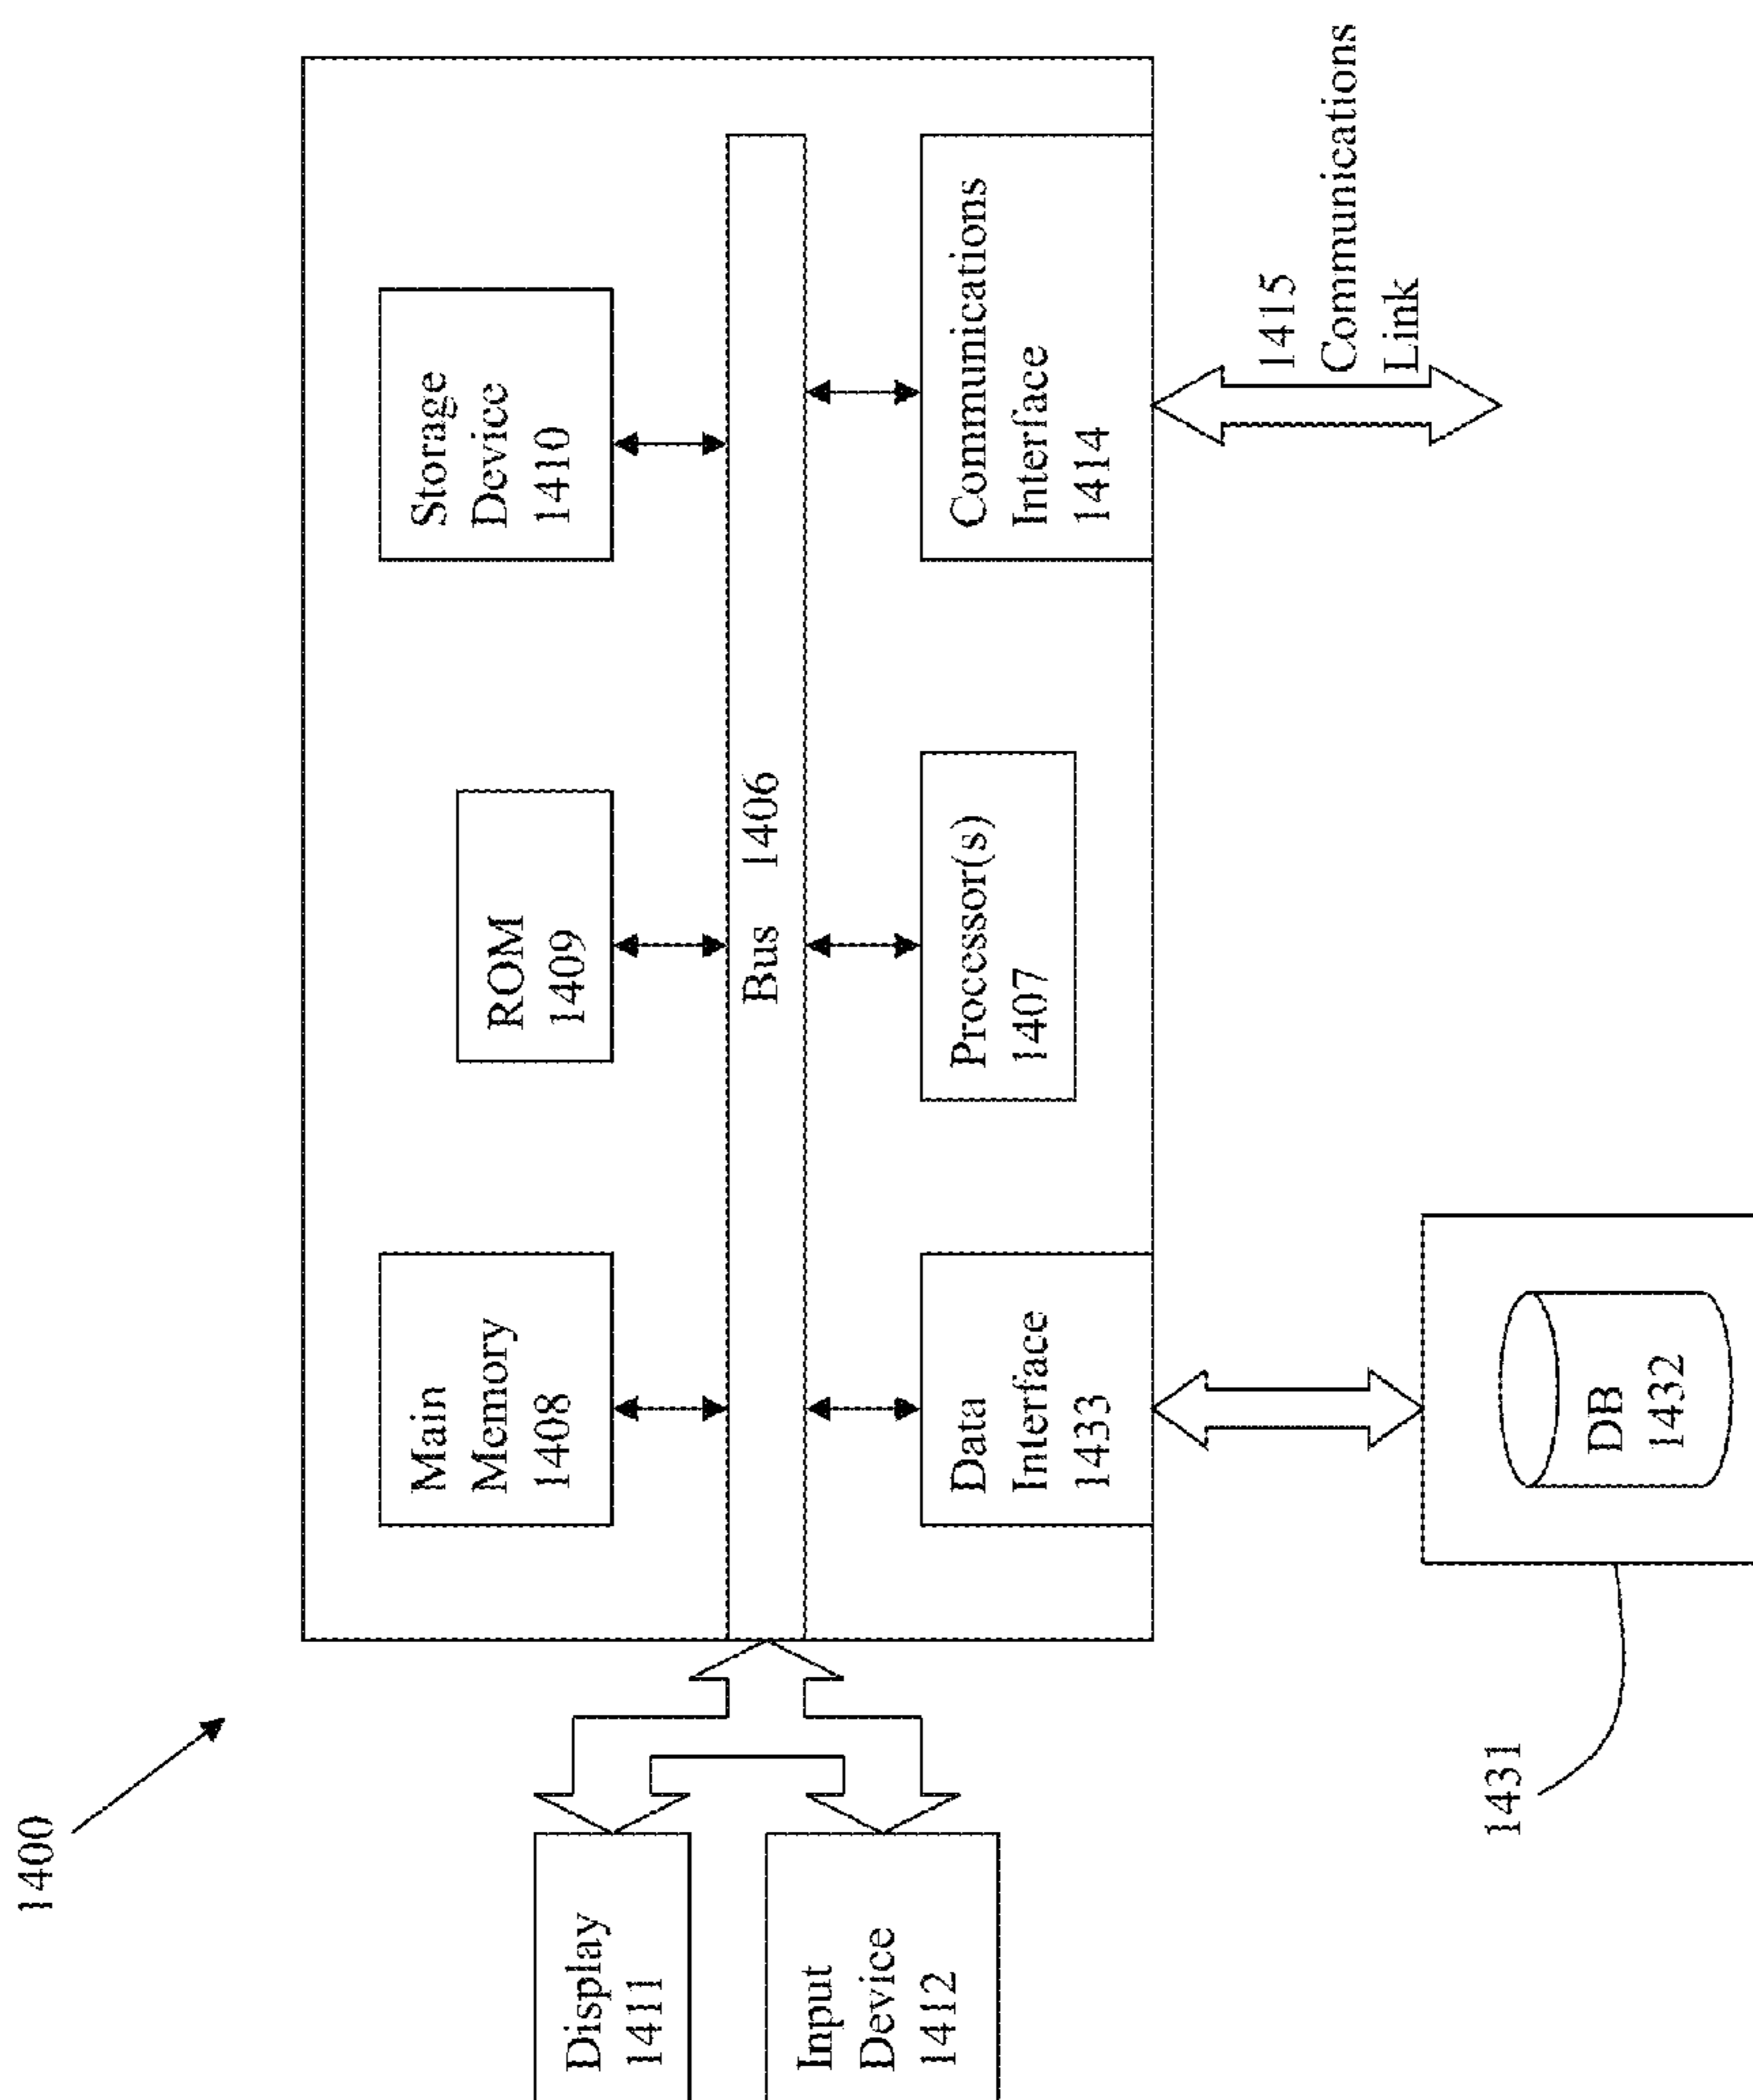 1400
Display
1411
Input
Device
1412
Main
Memory
1408
ROM
1409
Storage
Device
1410
Bus 1406
Data
Interface
1433
Processor(s)
1407
Communications
Interface
1414
1415
Communications
Link
1431
DB
1432